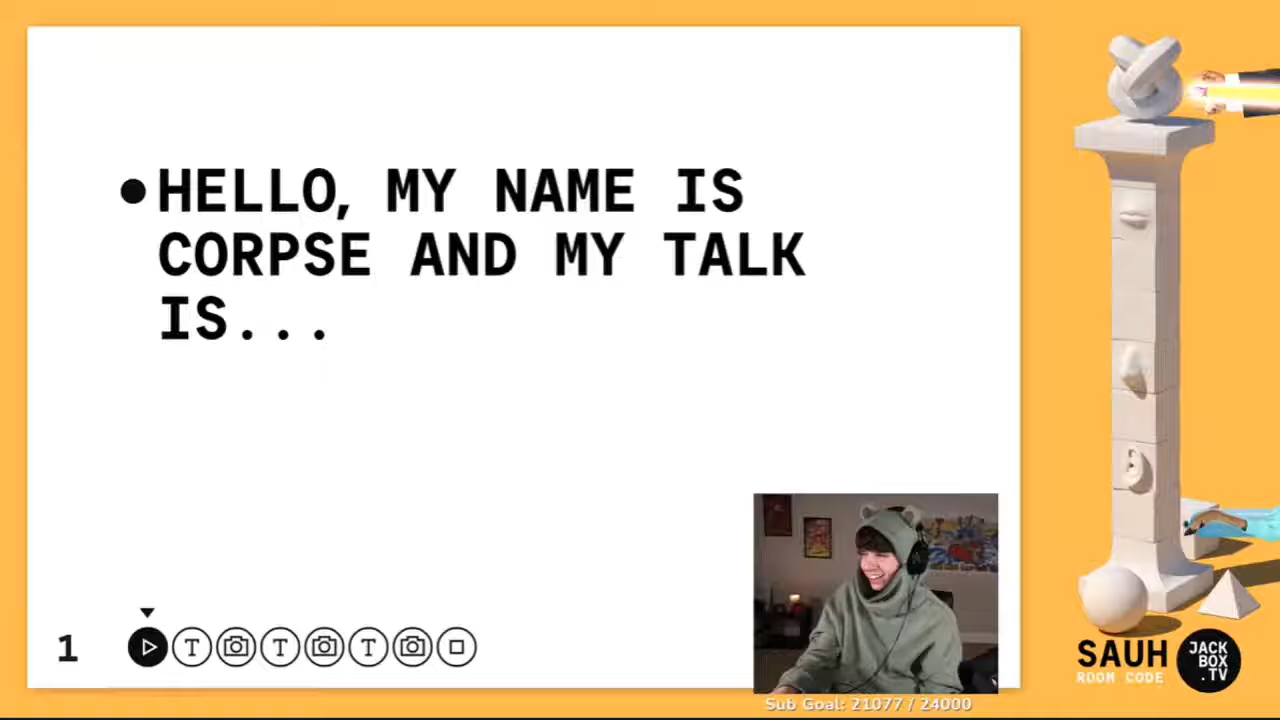 HELLO, MY NAME IS
CORPSE AND MY TALK
IS...
1
T
T
T
Sub Goal: 21077 / 24000
SAUH
ROOM CODE
JACK
BOX
.TV